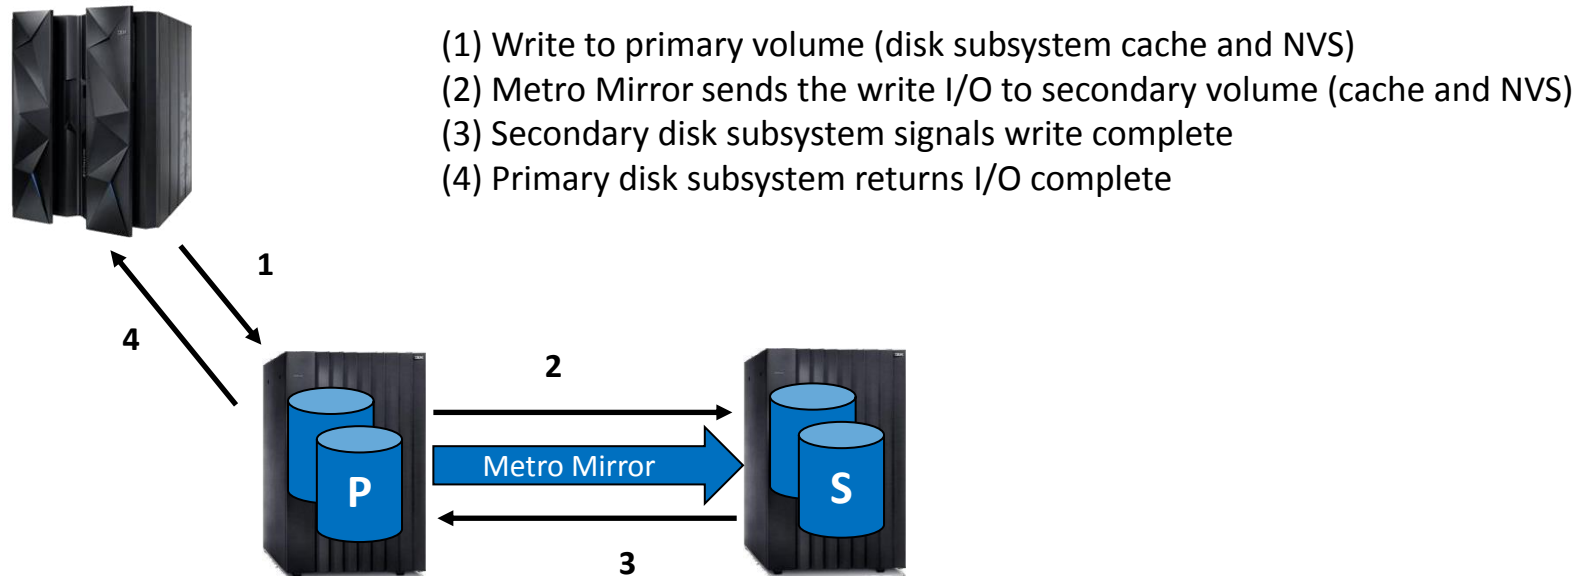 (1) Write to primary volume (disk subsystem cache and NVS)
(2) Metro Mirror sends the write I/O to secondary volume (cache and NVS)
(3) Secondary disk subsystem signals write complete
(4) Primary disk subsystem returns I/O complete
1
4
2
Metro Mirror
P
S
3